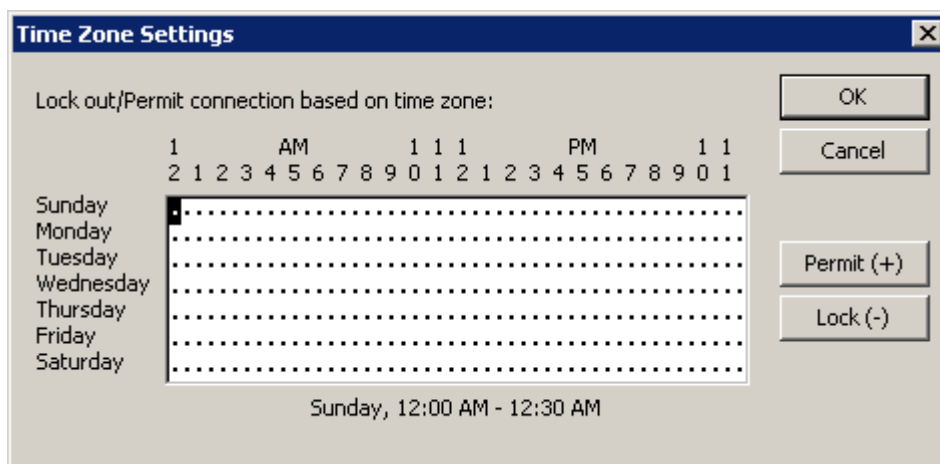 Time Zone Settings
Lock out/Permit connection based on time zone:
OK
Cancel
1 AM 1 1 1 PM 1 1
2 1 2 3 4 5 6 7 8 9 0 1 2 1 2 3 4 5 6 7 8 9 0 1
Sunday
Monday
Tuesday
Wednesday
Thursday
Friday
Saturday
Permit (+)
Lock (-)
Sunday, 12:00 AM - 12:30 AM